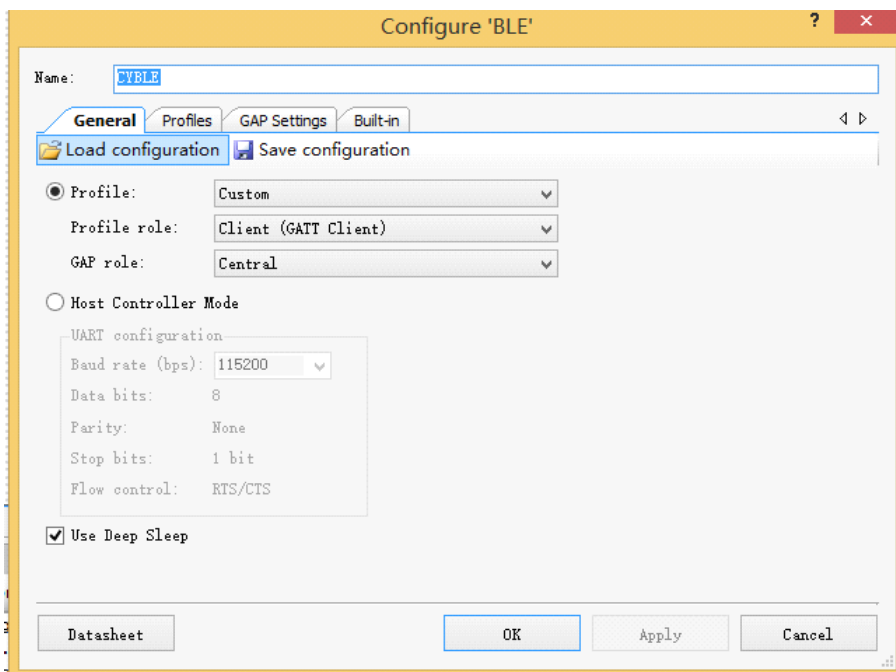 Configure 'BLE'
? ×
Name: CYBLE
General Profiles GAP Settings Built-in
Load configuration Save configuration
Profile: Custom
Profile role: Client (GATT Client)
GAP role: Central
Host Controller Mode
UART configuration
Baud rate (bps): 115200
Data bits: 8
Parity: None
Stop bits: 1 bit
Flow control: RTS/CTS
Use Deep Sleep
Datasheet OK Apply Cancel